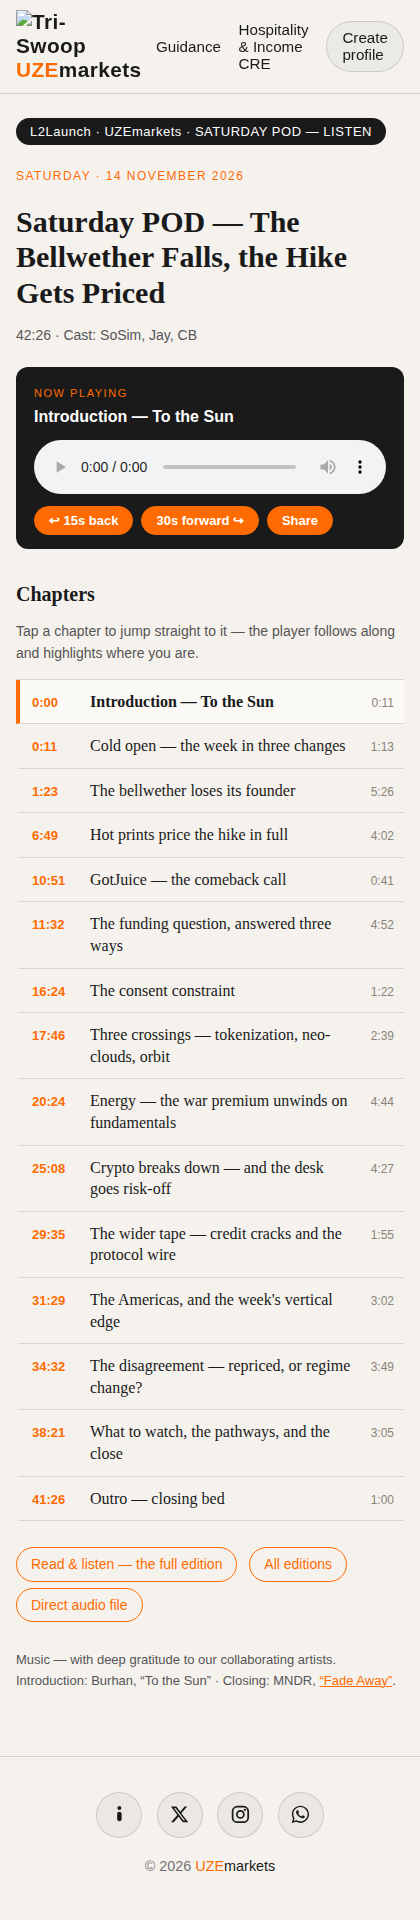 Tri-
Swoop
UZEmarkets
Guidance
Hospitality
& Income
CRE
Create
profile
L2Launch · UZEmarkets · SATURDAY POD — LISTEN
SATURDAY · 14 NOVEMBER 2026
Saturday POD — The
Bellwether Falls, the Hike
Gets Priced
42:26 · Cast: SoSim, Jay, CB
NOW PLAYING
Introduction — To the Sun
0:00 / 0:00
↩ 15s back
30s forward ↪
Share
Chapters
Tap a chapter to jump straight to it — the player follows along
and highlights where you are.
0:00 Introduction — To the Sun 0:11
0:11 Cold open — the week in three changes 1:13
1:23 The bellwether loses its founder 5:26
6:49 Hot prints price the hike in full 4:02
10:51 GotJuice — the comeback call 0:41
11:32 The funding question, answered three 4:52
ways
16:24 The consent constraint 1:22
17:46 Three crossings — tokenization, neo- 2:39
clouds, orbit
20:24 Energy — the war premium unwinds on 4:44
fundamentals
25:08 Crypto breaks down — and the desk 4:27
goes risk-off
29:35 The wider tape — credit cracks and the 1:55
protocol wire
31:29 The Americas, and the week's vertical 3:02
edge
34:32 The disagreement — repriced, or regime 3:49
change?
38:21 What to watch, the pathways, and the 3:05
close
41:26 Outro — closing bed 1:00
Read & listen — the full edition
All editions
Direct audio file
Music — with deep gratitude to our collaborating artists.
Introduction: Burhan, “To the Sun” · Closing: MNDR, “Fade Away”.
© 2026 UZEmarkets